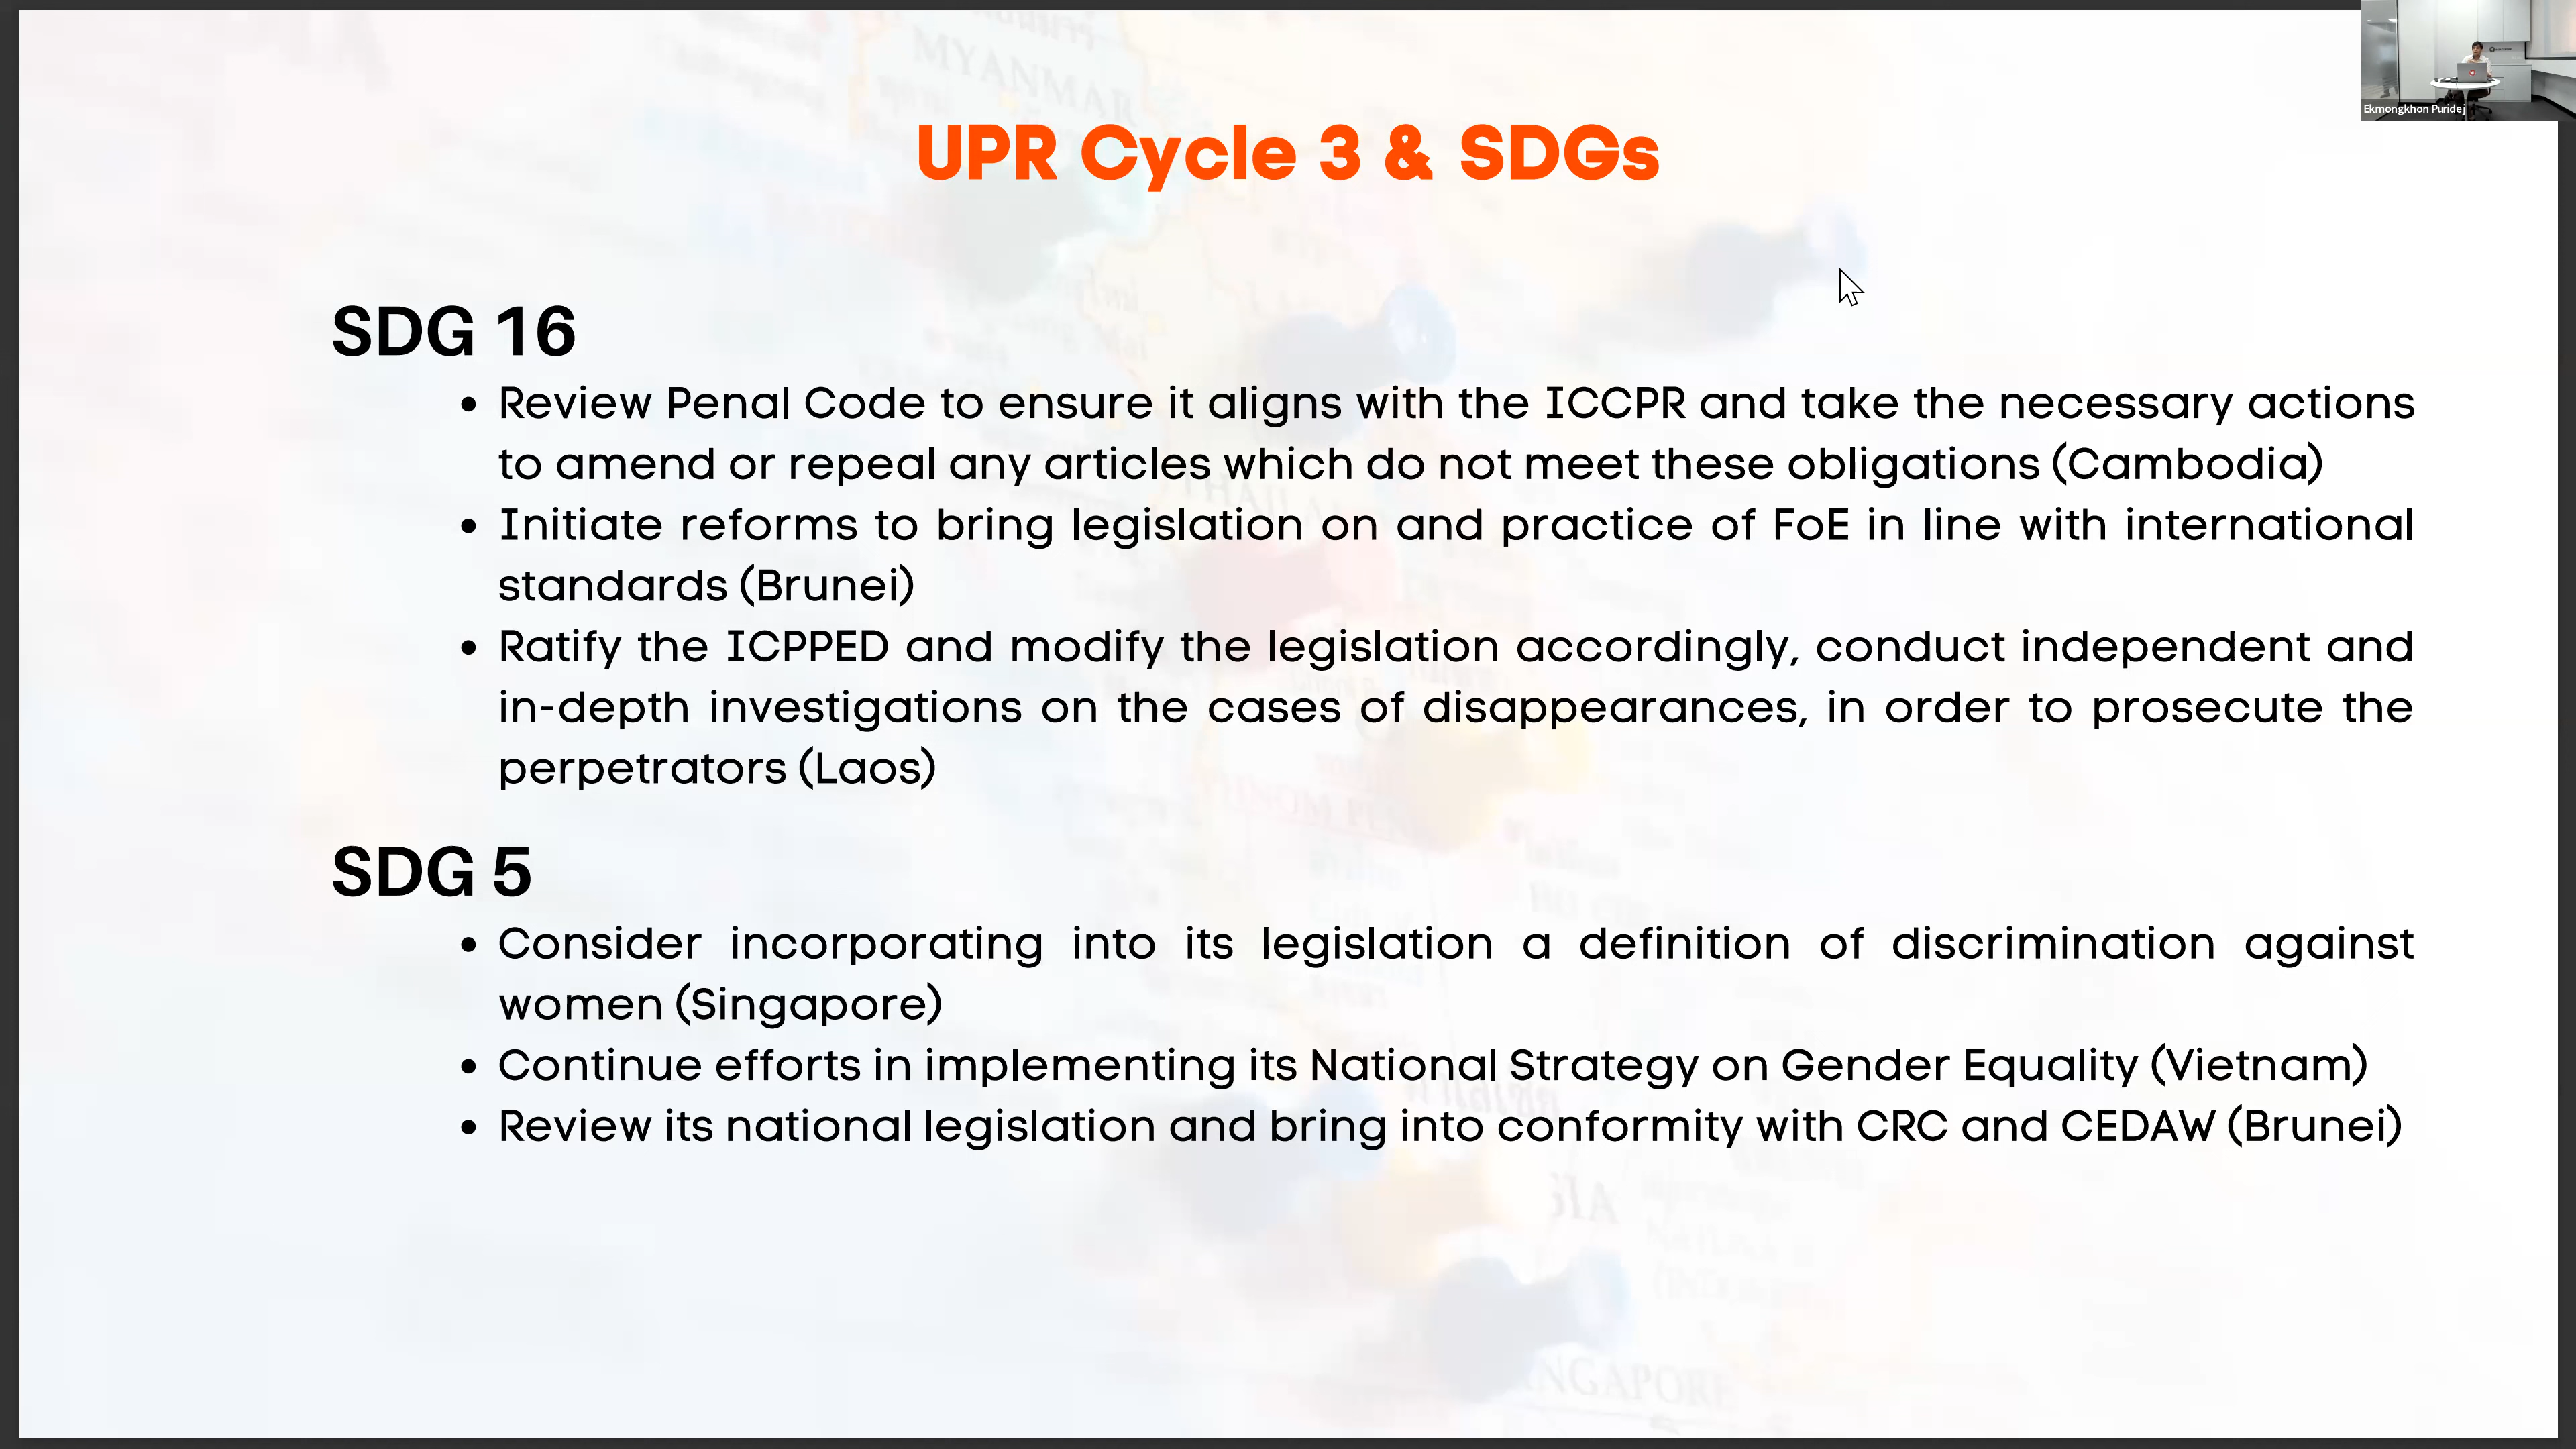 Ekmongkhon Puridej
MYANMAR
UPR Cycle 3 & SDGs
SDG 16
• Review Penal Code to ensure it aligns with the ICCPR and take the necessary actions
to amend or repeal any articles which do not meet these obligations (Cambodia)
• Initiate reforms to bring legislation on and practice of FoE in line with international
standards (Brunei)
• Ratify the ICPPED and modify the legislation accordingly, conduct independent and
in-depth investigations on the cases of disappearances, in order to prosecute the
perpetrators (Laos)
SDG 5
• Consider incorporating into its legislation a definition of discrimination against
women (Singapore)
• Continue efforts in implementing its National Strategy on Gender Equality (Vietnam)
• Review its national legislation and bring into conformity with CRC and CEDAW (Brunei)
NGAPORE